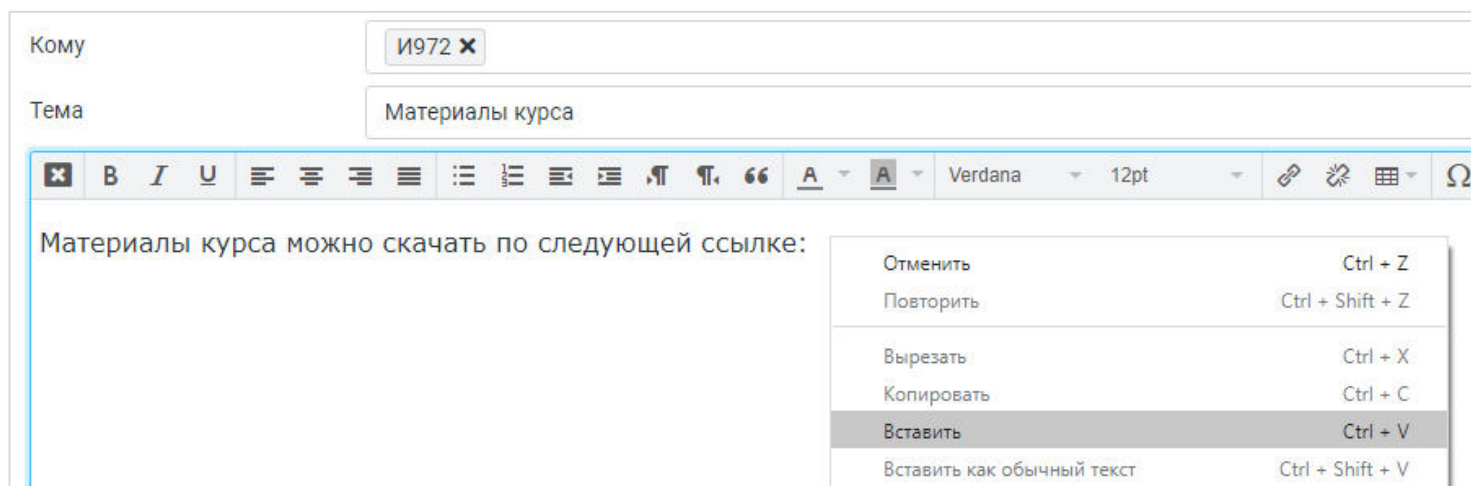 Кому И972
Тема Материалы курса
B I U A A Verdana 12pt Ω
Материалы курса можно скачать по следующей ссылке:
Отменить Ctrl + Z
Повторить Ctrl + Shift + Z
Вырезать Ctrl + X
Копировать Ctrl + C
Вставить Ctrl + V
Вставить как обычный текст Ctrl + Shift + V